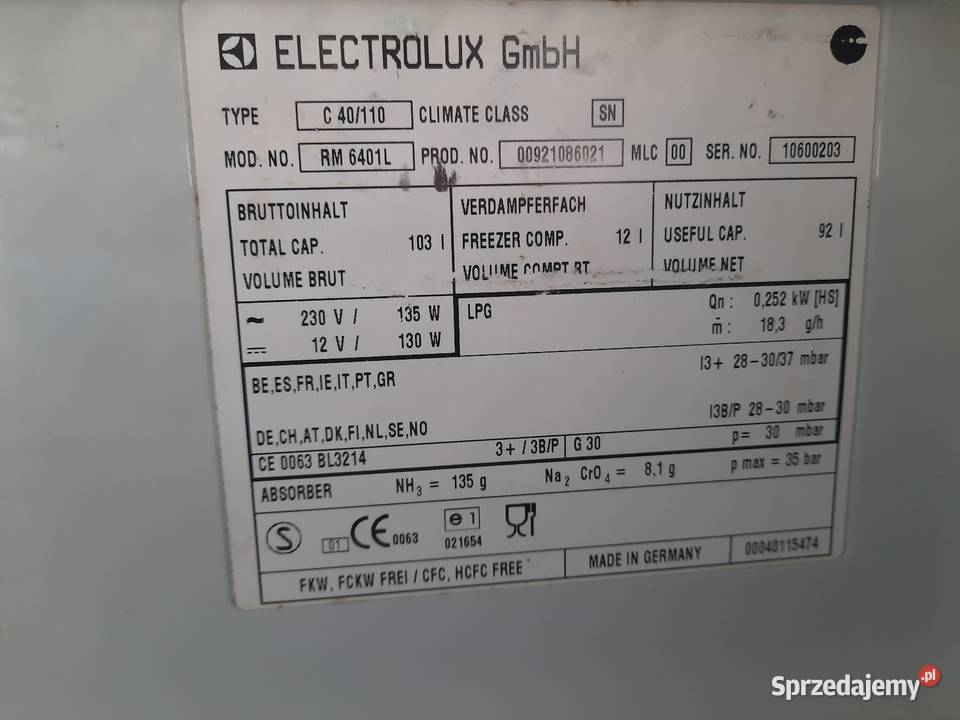 ELECTROLUX GmbH
TYPE C 40/110 CLIMATE CLASS SN
MOD. NO. RM 6401L PROD. NO. 00921086021 MLC 00 SER. NO. 10600203
BRUTTOINHALT VERDAMPFERFACH NUTZINHALT
TOTAL CAP. 103 l FREEZER COMP. 12 l USEFUL CAP. 92 l
VOLUME BRUT VOLUME COMPT.RT. VOLUME NET
~ 230 V / 135 W LPG Qn : 0,252 kW [HS]
⎓ 12 V / 130 W ṁ : 18,3 g/h
BE,ES,FR,IE,IT,PT,GR I3+ 28-30/37 mbar
DE,CH,AT,DK,FI,NL,SE,NO I3B/P 28-30 mbar
CE 0063 BL3214 3+ / 3B/P G 30 p= 30 mbar
ABSORBER NH3 = 135 g Na2 CrO4 = 8,1 g p max = 35 bar
S 01 CE 0063 e 1
021654
FKW, FCKW FREI / CFC, HCFC FREE MADE IN GERMANY 00040115474
Sprzedajemy.pl